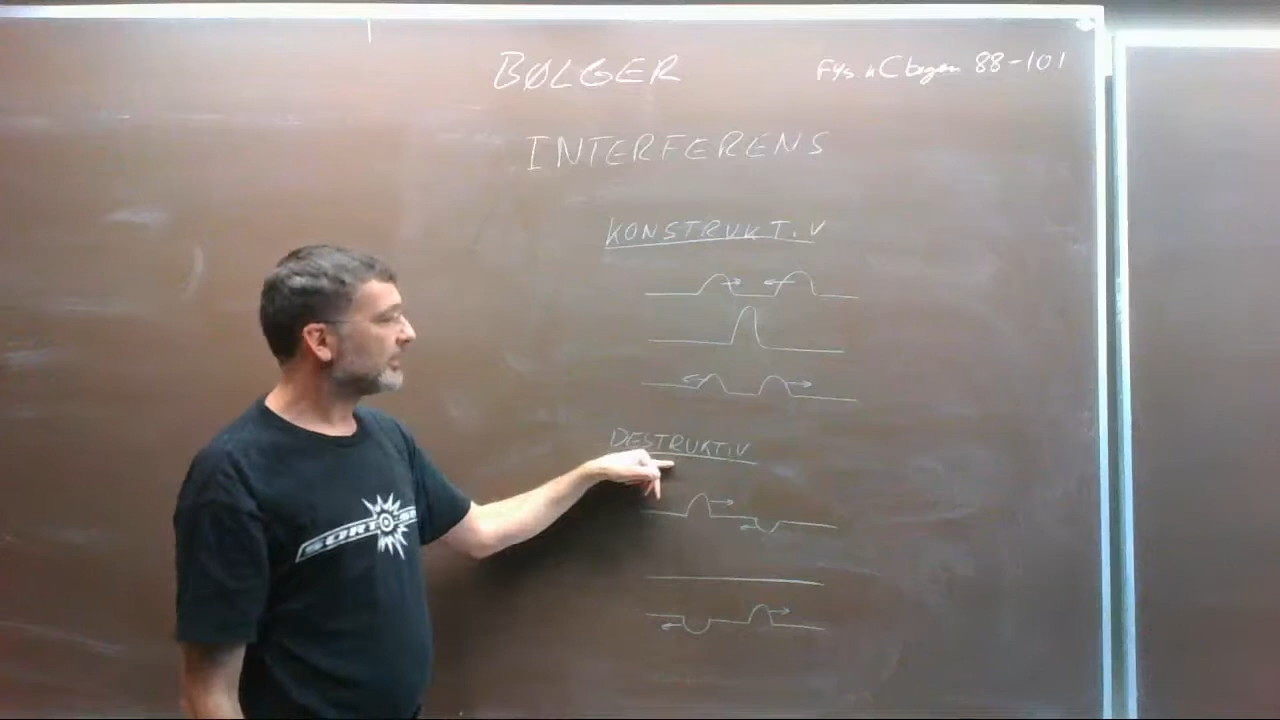 BØLGER
Fys C bogen 88-101
INTERFERENS
KONSTRUKTIV
DESTRUKTIV